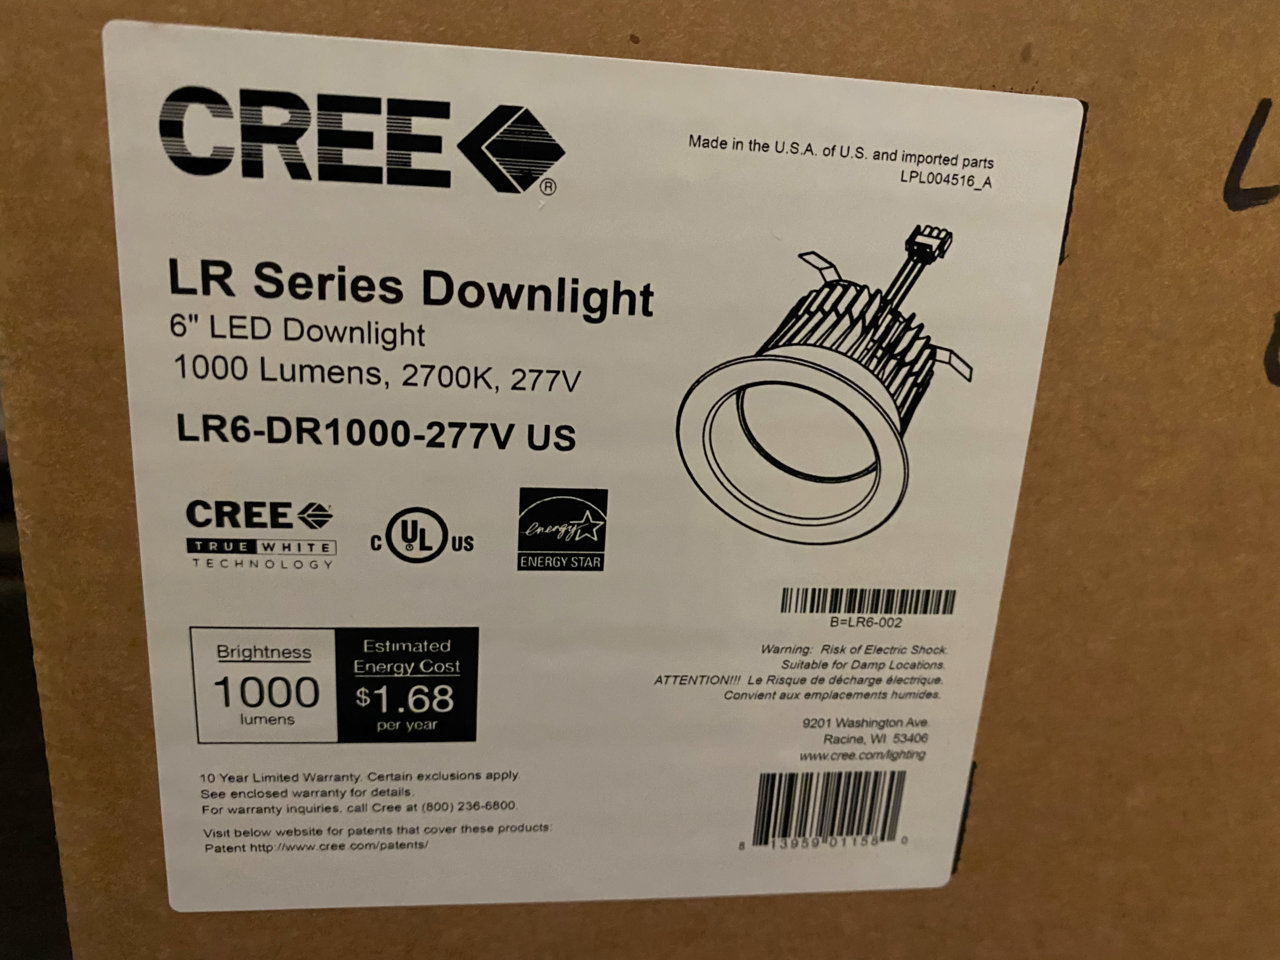 CREE ®
Made in the U.S.A. of U.S. and imported parts
LPL004516_A
LR Series Downlight
6" LED Downlight
1000 Lumens, 2700K, 277V
LR6-DR1000-277V US
CREE
TRUE WHITE
TECHNOLOGY
C UL US
energy
ENERGY STAR
Brightness
1000
lumens
Estimated
Energy Cost
$1.68
per year
B=LR6-002
Warning: Risk of Electric Shock.
Suitable for Damp Locations.
ATTENTION!!! Le Risque de décharge électrique.
Convient aux emplacements humides.
9201 Washington Ave.
Racine, WI 53406
www.cree.com/lighting
10 Year Limited Warranty. Certain exclusions apply.
See enclosed warranty for details.
For warranty inquiries, call Cree at (800) 236-6800.
Visit below website for patents that cover these products:
Patent http://www.cree.com/patents/
8 13959 01158 0
L